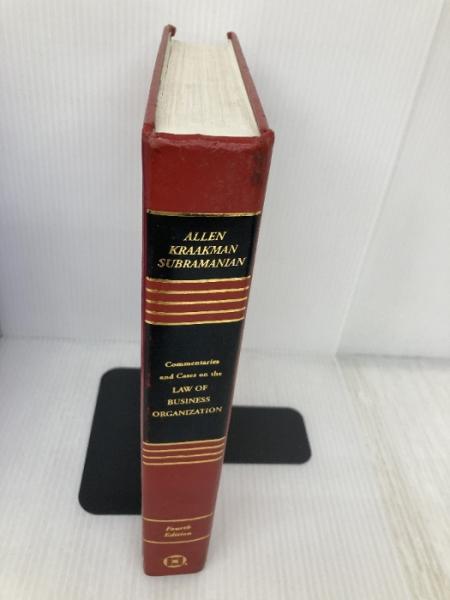 ALLEN
KRAAKMAN
SUBRAMANIAN
Commentaries
and Cases on the
LAW OF
BUSINESS
ORGANIZATION
Fourth
Edition